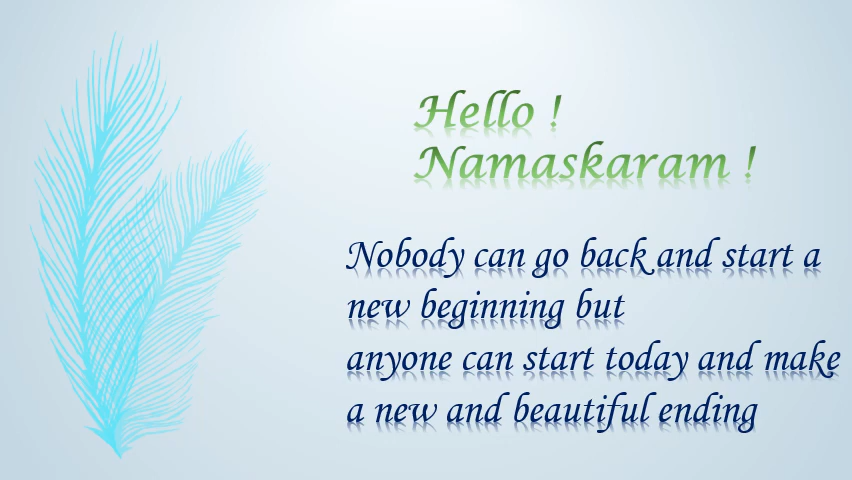 Hello !
Namaskaram !
Nobody can go back and start a
new beginning but
anyone can start today and make
a new and beautiful ending